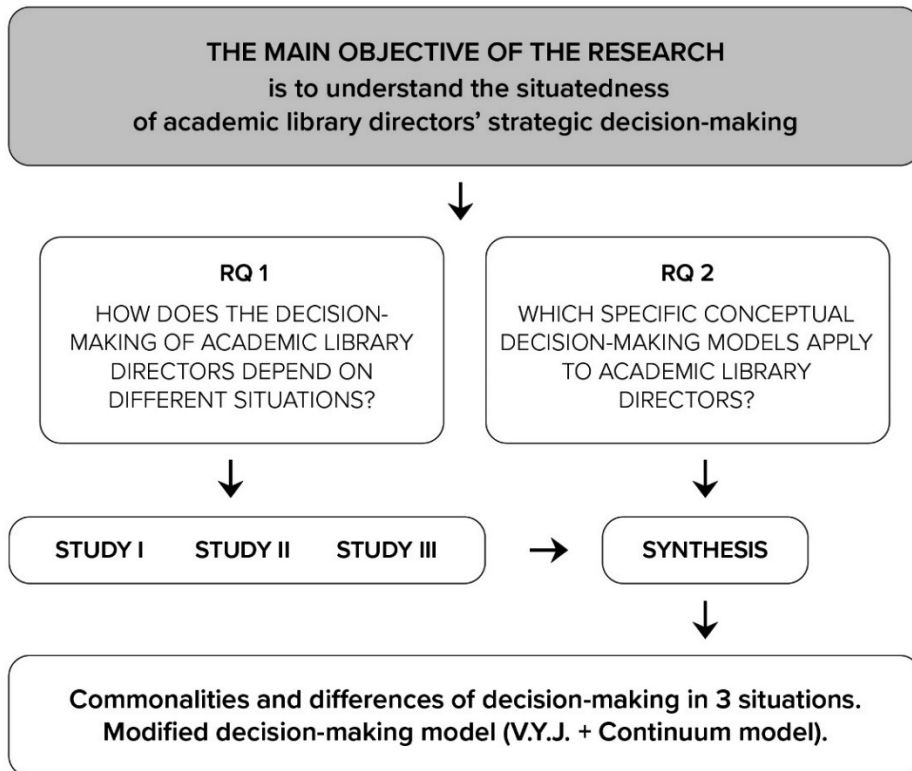 THE MAIN OBJECTIVE OF THE RESEARCH
is to understand the situatedness
of academic library directors’ strategic decision-making
RQ 1
HOW DOES THE DECISION-
MAKING OF ACADEMIC LIBRARY
DIRECTORS DEPEND ON
DIFFERENT SITUATIONS?
RQ 2
WHICH SPECIFIC CONCEPTUAL
DECISION-MAKING MODELS APPLY
TO ACADEMIC LIBRARY
DIRECTORS?
STUDY I STUDY II STUDY III
SYNTHESIS
Commonalities and differences of decision-making in 3 situations.
Modified decision-making model (V.Y.J. + Continuum model).